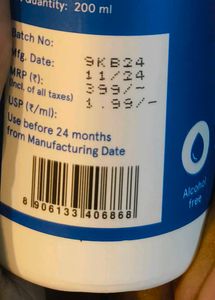 Quantity: 200 ml
Batch No: 9KB24
Mfg. Date: 11/24
MRP (₹): 399/-
(incl. of all taxes)
USP (₹/ml): 1.99/-
Use before 24 months
from Manufacturing Date
Alcohol
free
8 906133 406868